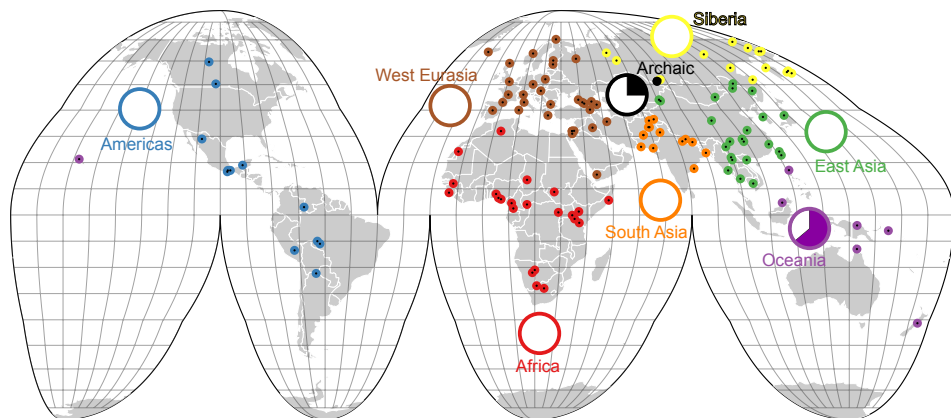 Siberia
West Eurasia
Archaic
Americas
East Asia
South Asia
Oceania
Africa